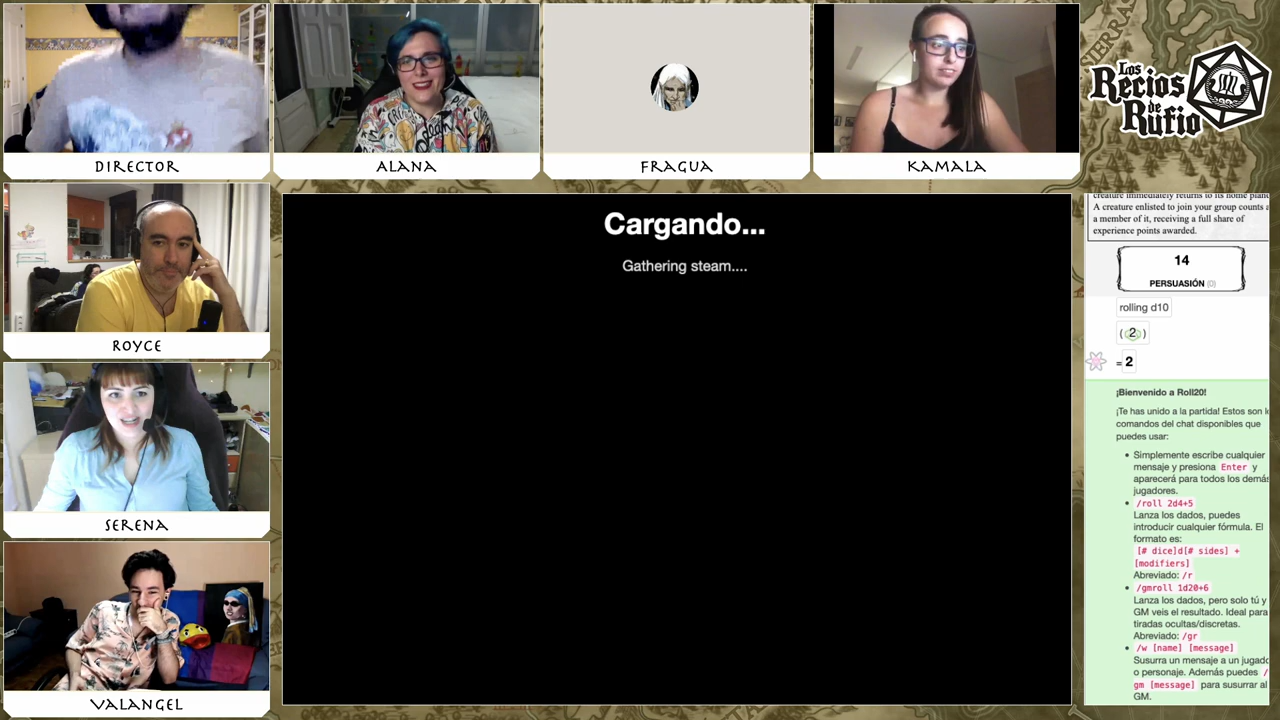 DIRECTOR
ALANA
FRAGUA
KAMALA
Los
Recios
de
Rufio
ROYCE
SERENA
VALANGEL
Cargando...
Gathering steam....
creature immediately returns to its home
A creature enlisted to join your group counts
a member of it, receiving a full share of
experience points awarded.
14
PERSUASIÓN (0)
rolling d10
(2)
=2
¡Bienvenido a Roll20!
¡Te has unido a la partida! Estos son
comandos del chat disponibles que
puedes usar:
Simplemente escribe cualquier
mensaje y presiona Enter y
aparecerá para todos los demás
jugadores.
/roll 2d4+5
Lanza los dados, puedes
introducir cualquier fórmula. El
formato es:
[# dice]d[# sides] +
[modifiers]
Abreviado: /r
/gmroll 1d20+6
Lanza los dados, pero solo tú y
GM veis el resultado. Ideal para
tiradas ocultas/discretas.
Abreviado: /gr
/w [name] [message]
Susurra un mensaje a un
o personaje. Además puedes /
gm [message] para susurrar al
GM.